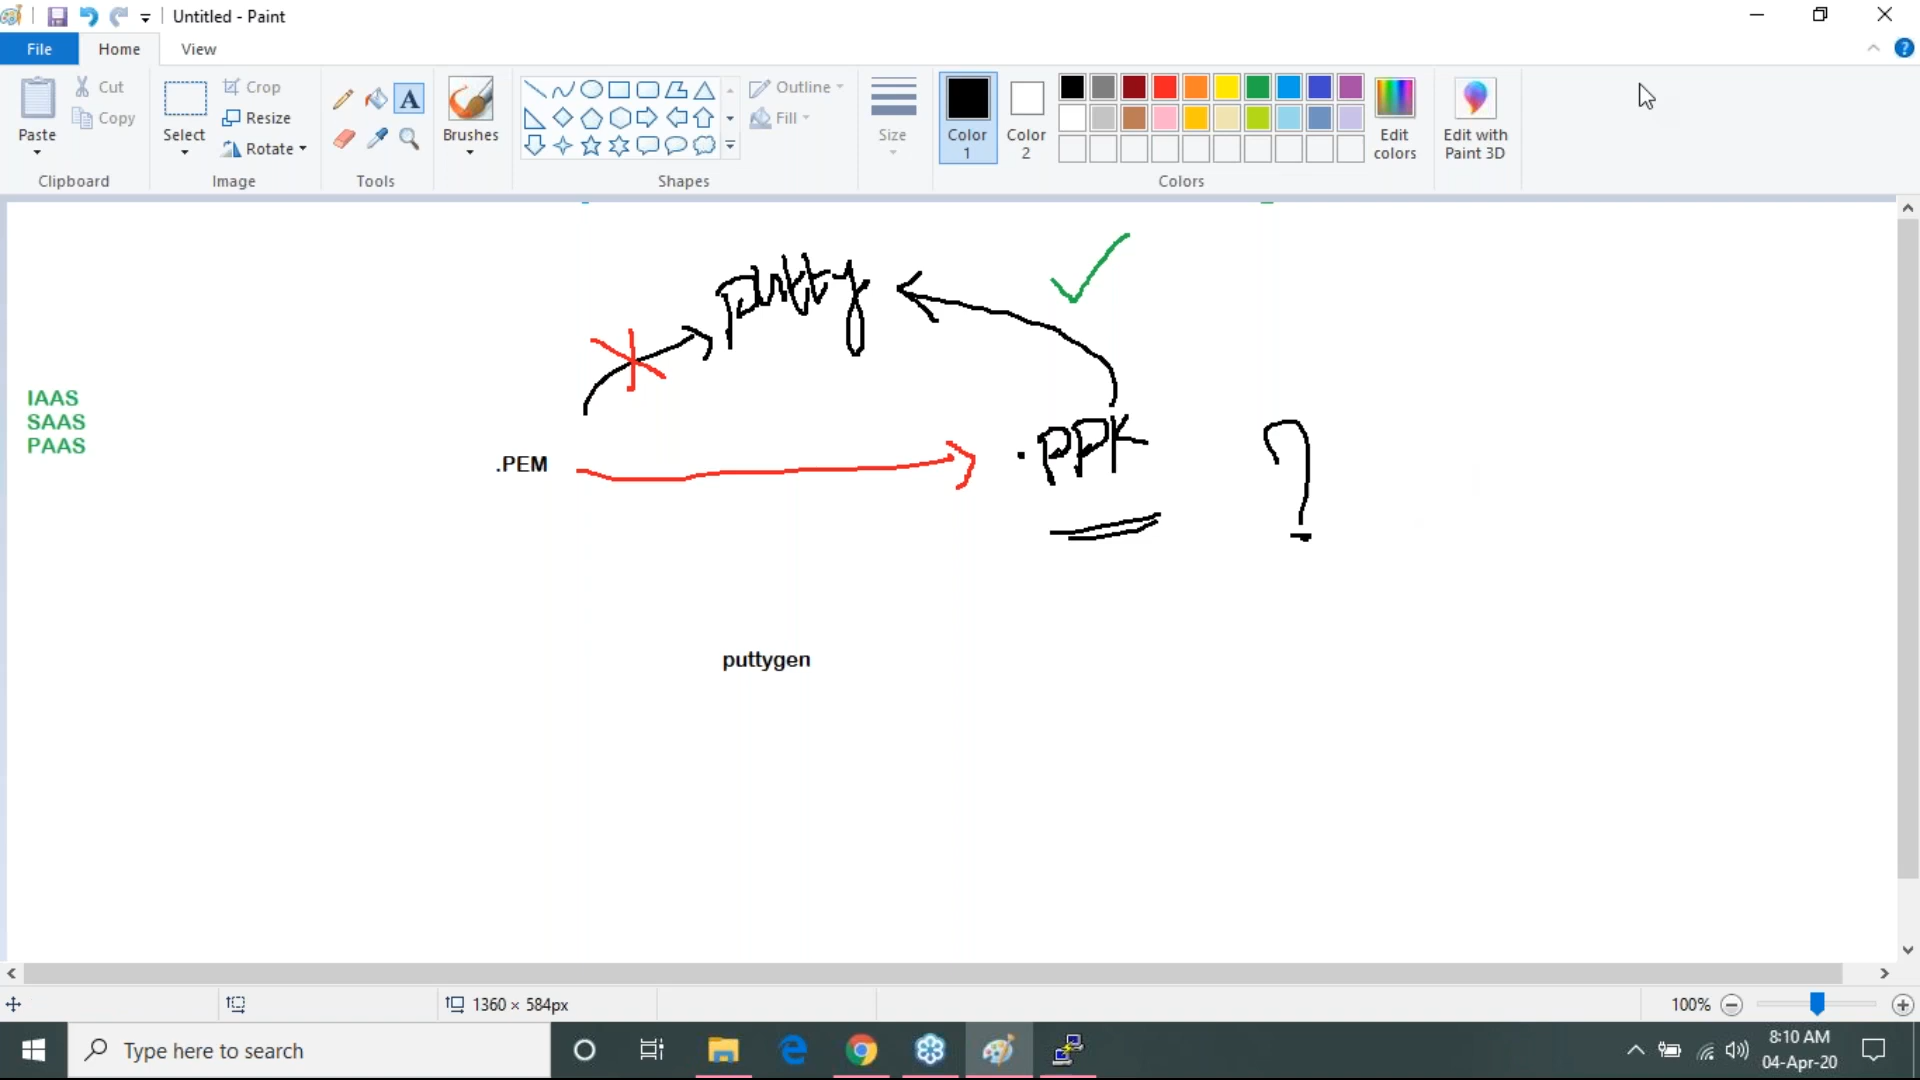 Untitled - Paint
File Home View
Paste
Cut
Copy
Clipboard
Select
Crop
Resize
Rotate
Image
A
Tools
Brushes
Shapes
Outline
Fill
Size
Color 1
Color 2
Colors
Edit colors
Edit with Paint 3D
?
putty
IAAS
SAAS
PAAS
.PEM
.PPK
?
puttygen
1360 × 584px
100%
Type here to search
8:10 AM
04-Apr-20